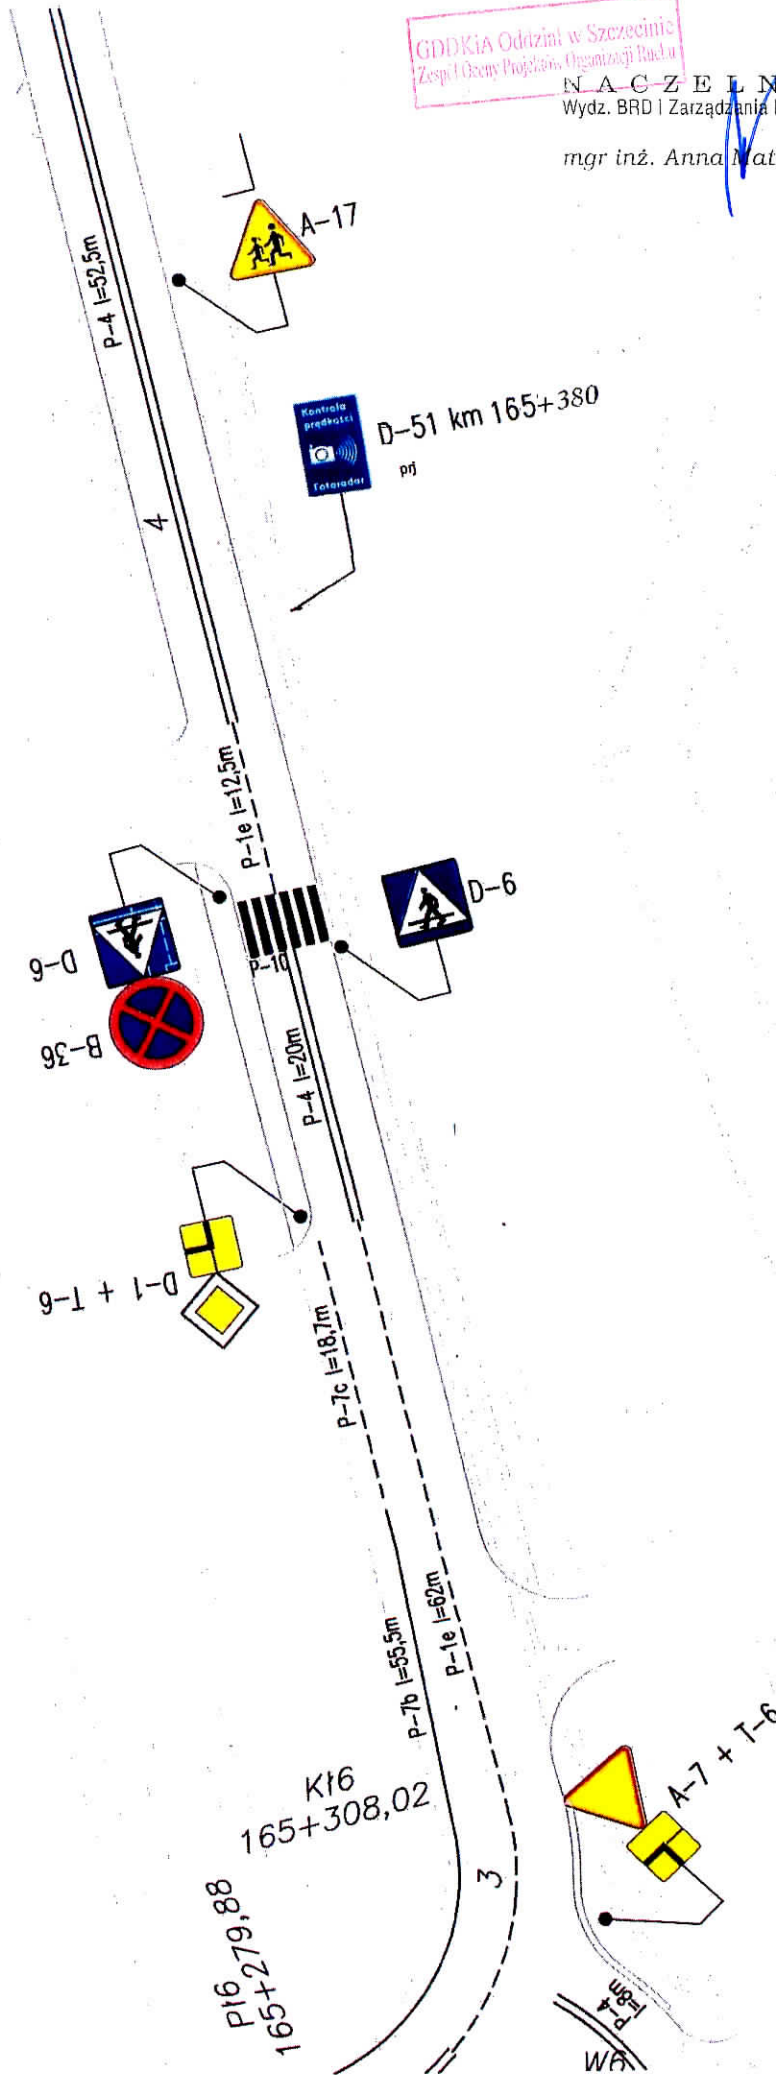 GDDKiA Oddział w Szczecinie
Zespół Oceny Projektów Organizacji Ruchu
N A C Z E L N
Wydz. BRD i Zarządzania
mgr inż. Anna Mat
A-17
P-4 l=52,5m
Kontrola
prędkości
fotoradar
D-51 km 165+380
prj
4
P-1e l=12,5m
D-6
D-6
P-10
B-36
P-4 l=20m
D-1 + T-6
P-7c l=18,7m
P-7b l=55,5m
P-1e l=62m
KŁ6
165+308,02
A-7 + T-6
3
PŁ6
165+279,88
P-4
l=8m
W6